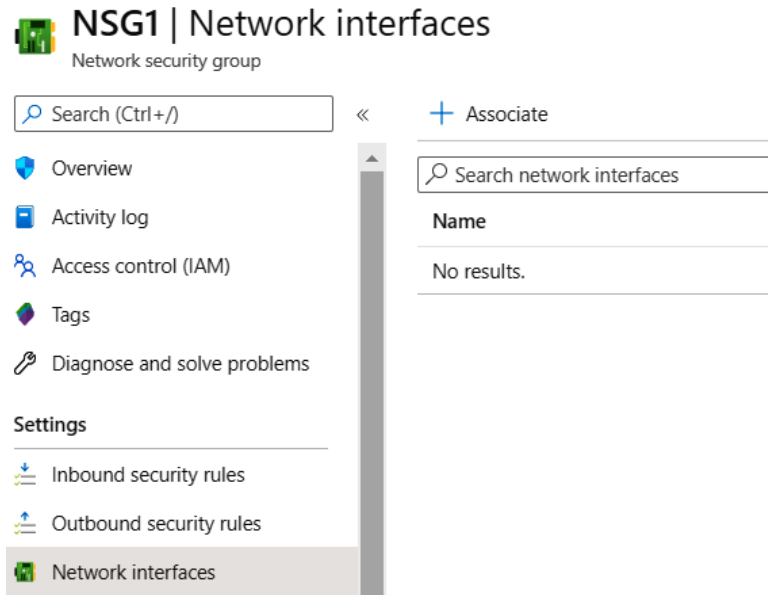 NSG1 | Network interfaces
Network security group
Search (Ctrl+/)
«
Associate
Overview
Search network interfaces
Activity log
Name
Access control (IAM)
No results.
Tags
Diagnose and solve problems
Settings
Inbound security rules
Outbound security rules
Network interfaces